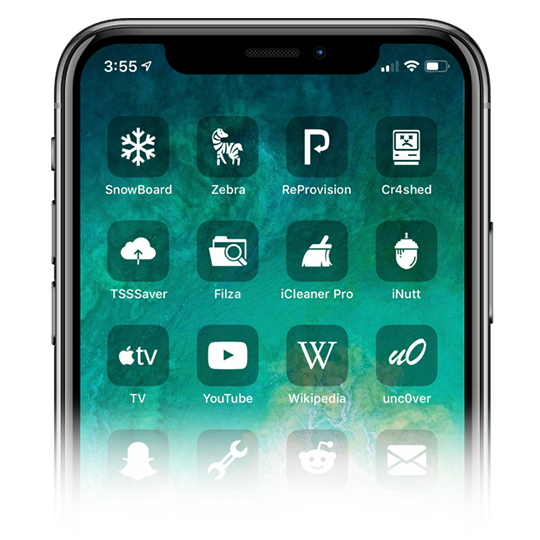 3:55
SnowBoard Zebra ReProvision Cr4shed
TSSSaver Filza iCleaner Pro iNutt
tv W u0
TV YouTube Wikipedia unc0ver